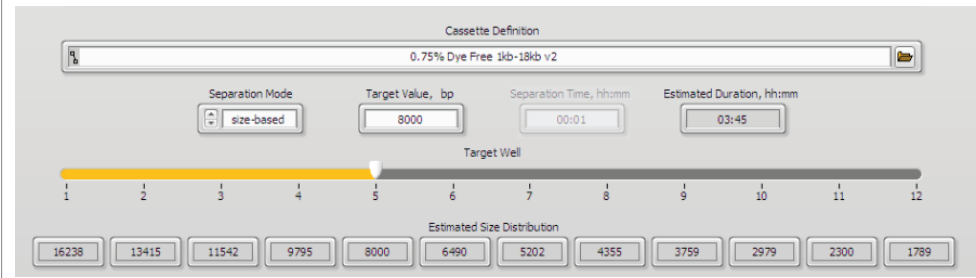 Cassette Definition
0.75% Dye Free 1kb-18kb v2
Separation Mode Target Value, bp Separation Time, hh:mm Estimated Duration, hh:mm
size-based 8000 00:01 03:45
Target Well
1 2 3 4 5 6 7 8 9 10 11 12
Estimated Size Distribution
16238 13415 11542 9795 8000 6490 5202 4355 3759 2979 2300 1789